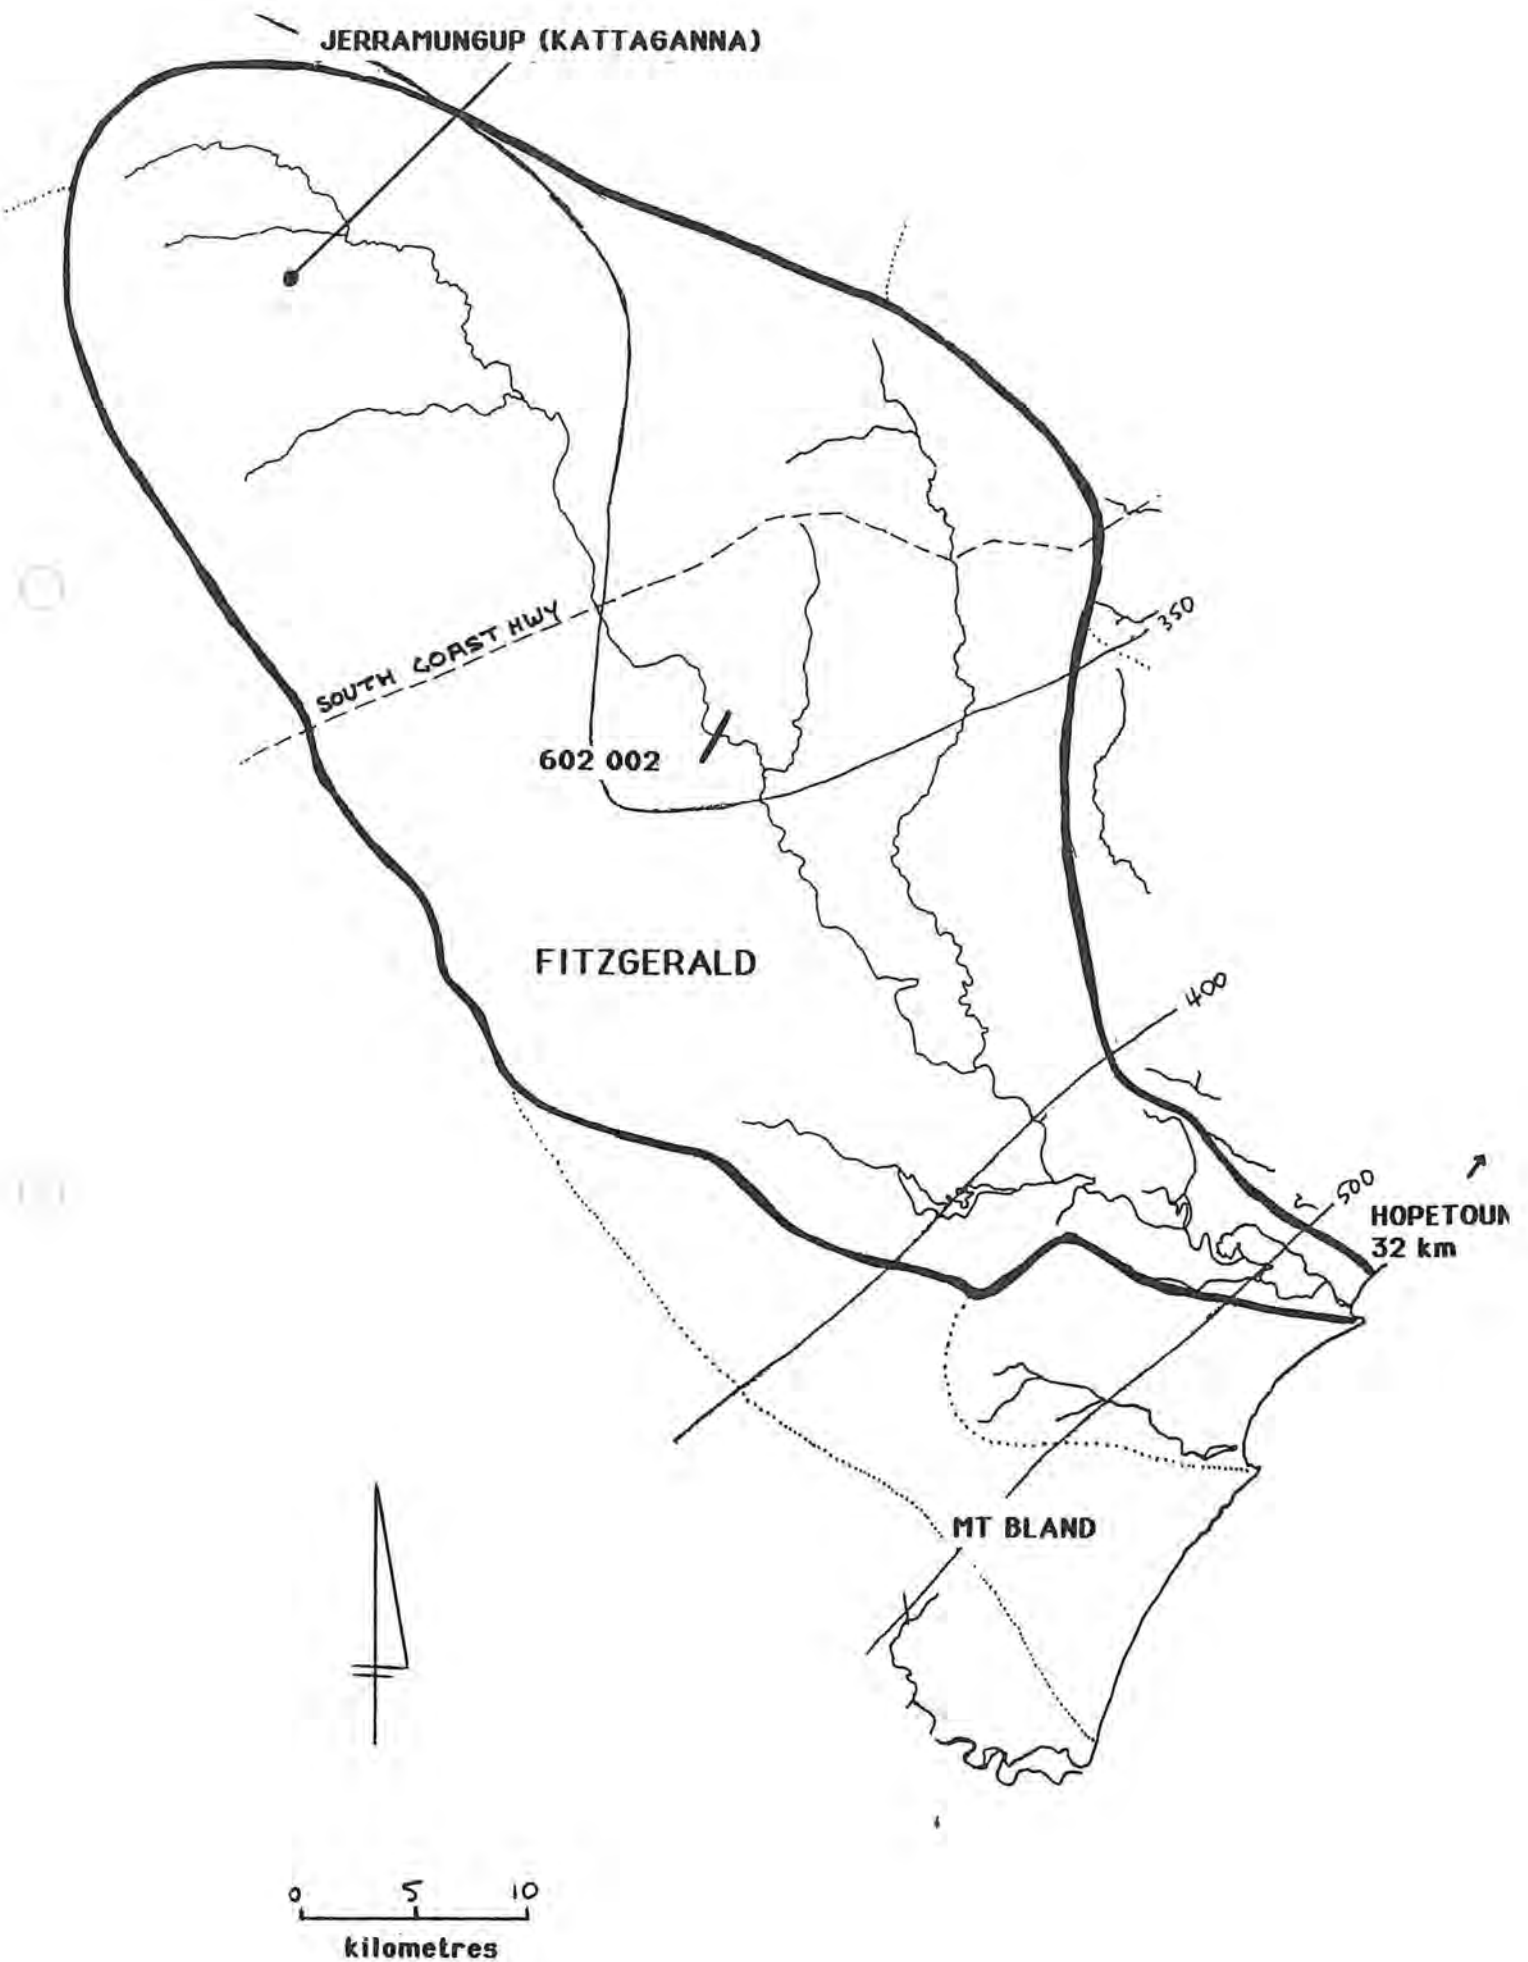 JERRAMUNGUP (KATTAGANNA)
SOUTH COAST HWY
350
602 002
FITZGERALD
400
500
HOPETOUN
32 km
MT BLAND
0 5 10
kilometres